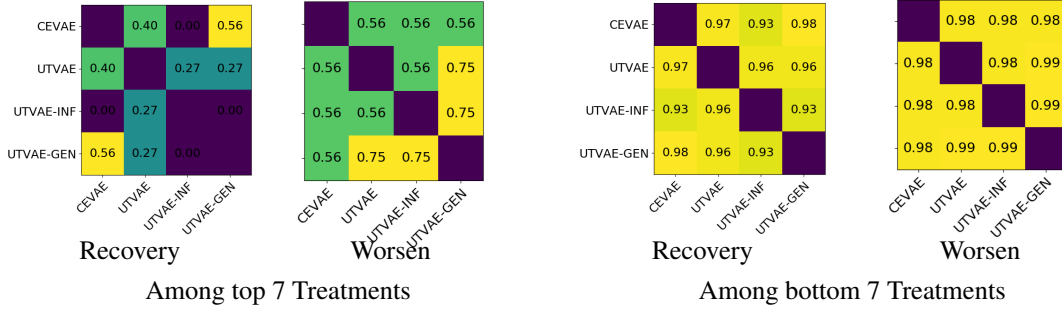 CEVAE 0.40 0.00 0.56
UTVAE 0.40 0.27 0.27
UTVAE-INF 0.00 0.27 0.00
UTVAE-GEN 0.56 0.27 0.00
CEVAE UTVAE UTVAE-INF UTVAE-GEN
Recovery
0.56 0.56 0.56
0.56 0.56 0.75
0.56 0.56 0.75
0.56 0.75 0.75
CEVAE UTVAE UTVAE-INF UTVAE-GEN
Worsen
Among top 7 Treatments
CEVAE 0.97 0.93 0.98
UTVAE 0.97 0.96 0.96
UTVAE-INF 0.93 0.96 0.93
UTVAE-GEN 0.98 0.96 0.93
CEVAE UTVAE UTVAE-INF UTVAE-GEN
Recovery
0.98 0.98 0.98
0.98 0.98 0.99
0.98 0.98 0.99
0.98 0.99 0.99
CEVAE UTVAE UTVAE-INF UTVAE-GEN
Worsen
Among bottom 7 Treatments